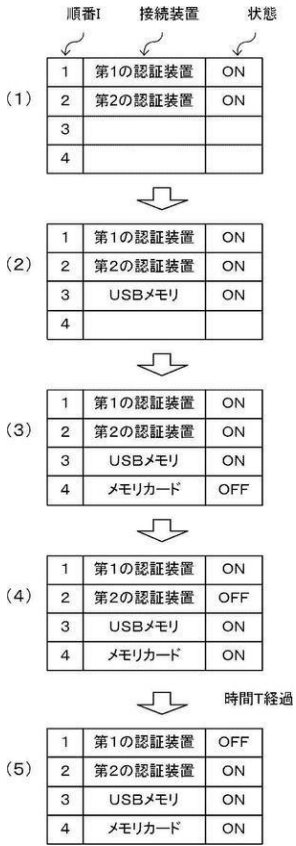 順番I 接続装置 状態
(1)
1 第1の認証装置 ON
2 第2の認証装置 ON
3
4
(2)
1 第1の認証装置 ON
2 第2の認証装置 ON
3 USBメモリ ON
4
(3)
1 第1の認証装置 ON
2 第2の認証装置 ON
3 USBメモリ ON
4 メモリカード OFF
(4)
1 第1の認証装置 ON
2 第2の認証装置 OFF
3 USBメモリ ON
4 メモリカード ON
時間T経過
(5)
1 第1の認証装置 OFF
2 第2の認証装置 ON
3 USBメモリ ON
4 メモリカード ON